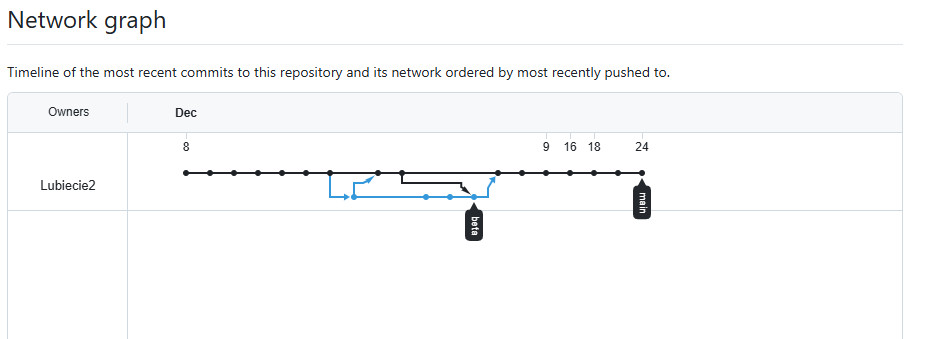 Network graph
Timeline of the most recent commits to this repository and its network ordered by most recently pushed to.
Owners Dec
8 9 16 18 24
Lubiecie2
main
beta